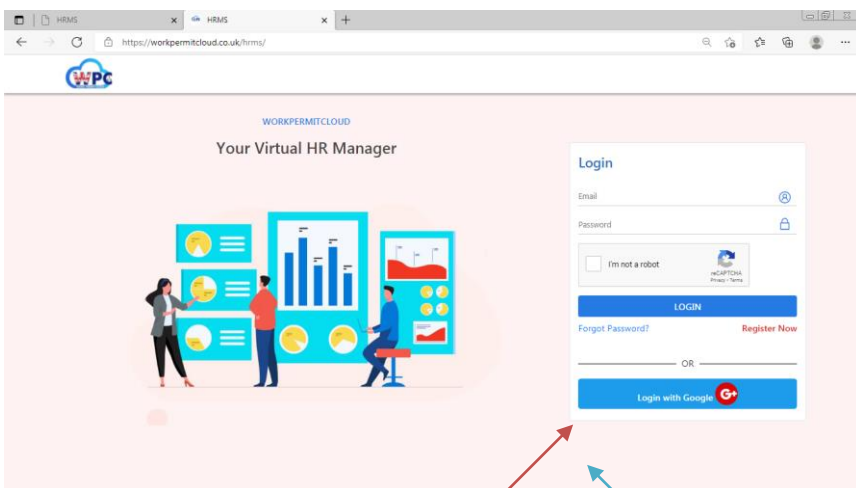 HRMS
HRMS
https://workpermitcloud.co.uk/hrms/
WPC
WORKPERMITCLOUD
Your Virtual HR Manager
Login
Email
Password
I'm not a robot
reCAPTCHA
Privacy - Terms
LOGIN
Forgot Password? Register Now
OR
Login with Google G+